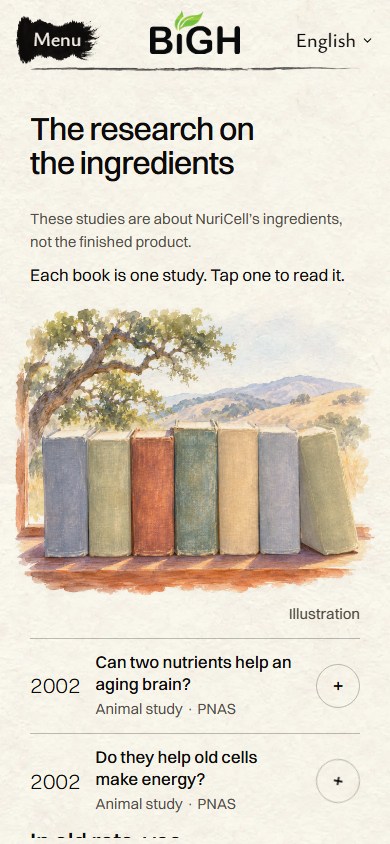 Menu
BiGH
English
The research on
the ingredients
These studies are about NuriCell’s ingredients,
not the finished product.
Each book is one study. Tap one to read it.
Illustration
2002
Can two nutrients help an
aging brain?
Animal study · PNAS
+
2002
Do they help old cells
make energy?
Animal study · PNAS
+